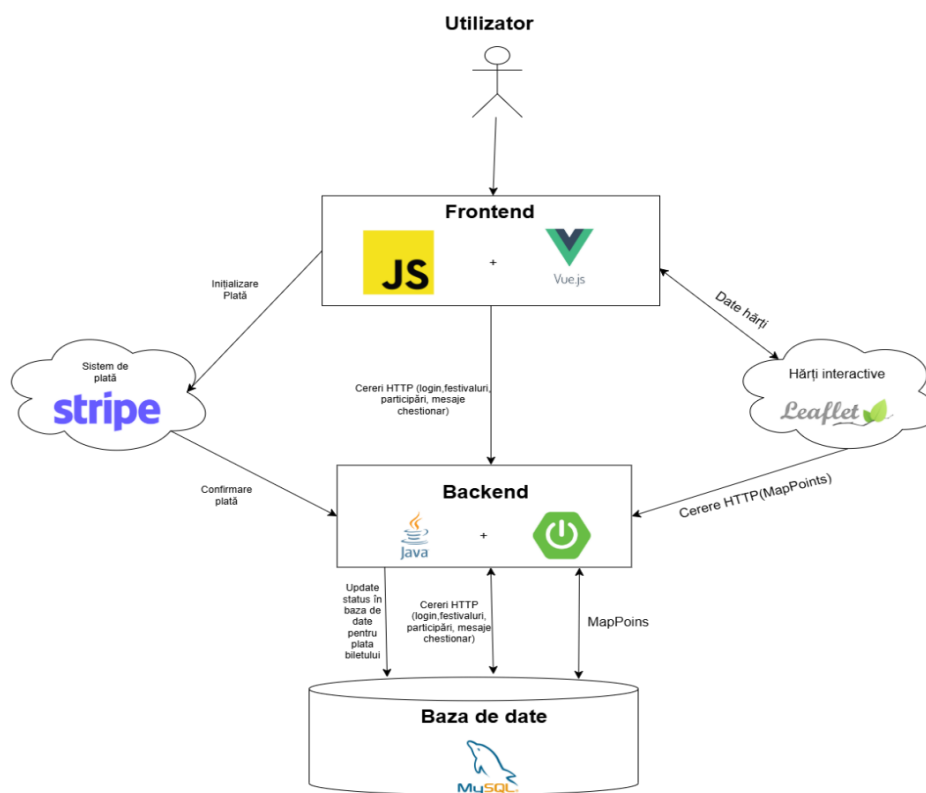 Utilizator
Frontend
JS
+
Vue.js
Inițializare
Plată
Date hărți
Sistem de
plată
stripe
Cereri HTTP (login,festivaluri,
participări, mesaje
chestionar)
Hărți interactive
Leaflet
Confirmare
plată
Cerere HTTP(MapPoints)
Backend
Java
+
Update
status în
baza de
date
pentru
plata
biletului
Cereri HTTP
(login,festivaluri,
participări, mesaje
chestionar)
MapPoins
Baza de date
MySQL